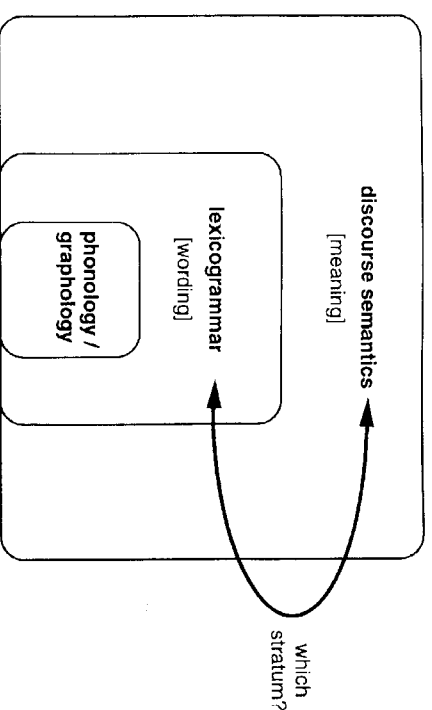 discourse semantics
[meaning]
lexicogrammar
[wording]
phonology /
graphology
which
stratum?